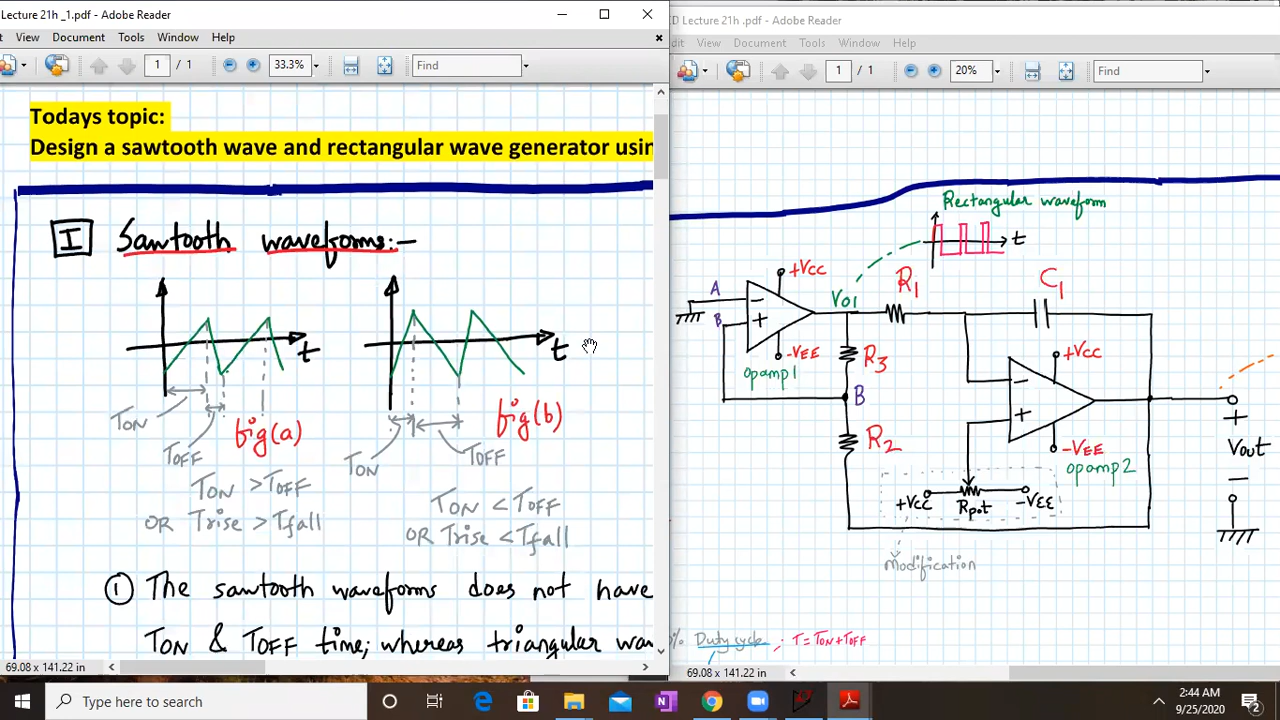 Lecture 21h _1.pdf - Adobe Reader
View Document Tools Window Help
1 / 1 33.3% Find
Todays topic:
Design a sawtooth wave and rectangular wave generator usin
I Sawtooth waveforms:-
t
t
TON
TOFF
fig(a)
TON > TOFF
OR Trise > Tfall
TON
TOFF
fig(b)
TON < TOFF
OR Trise < Tfall
① The sawtooth waveforms does not have
TON & TOFF time; whereas triangular wa
69.08 x 141.22 in
D Lecture 21h .pdf - Adobe Reader
dit View Document Tools Window Help
1 / 1 20% Find
Rectangular waveform
t
+VCC
A
B
−
+
-VEE
opamp1
Vo1
R1
C1
R3
B
R2
+VCC
−
+
-VEE
opamp2
+VCC Rpot -VEE
modification
+
Vout
−
% Duty cycle ; T = TON+TOFF
69.08 x 141.22 in
Type here to search
2:44 AM
9/25/2020
2